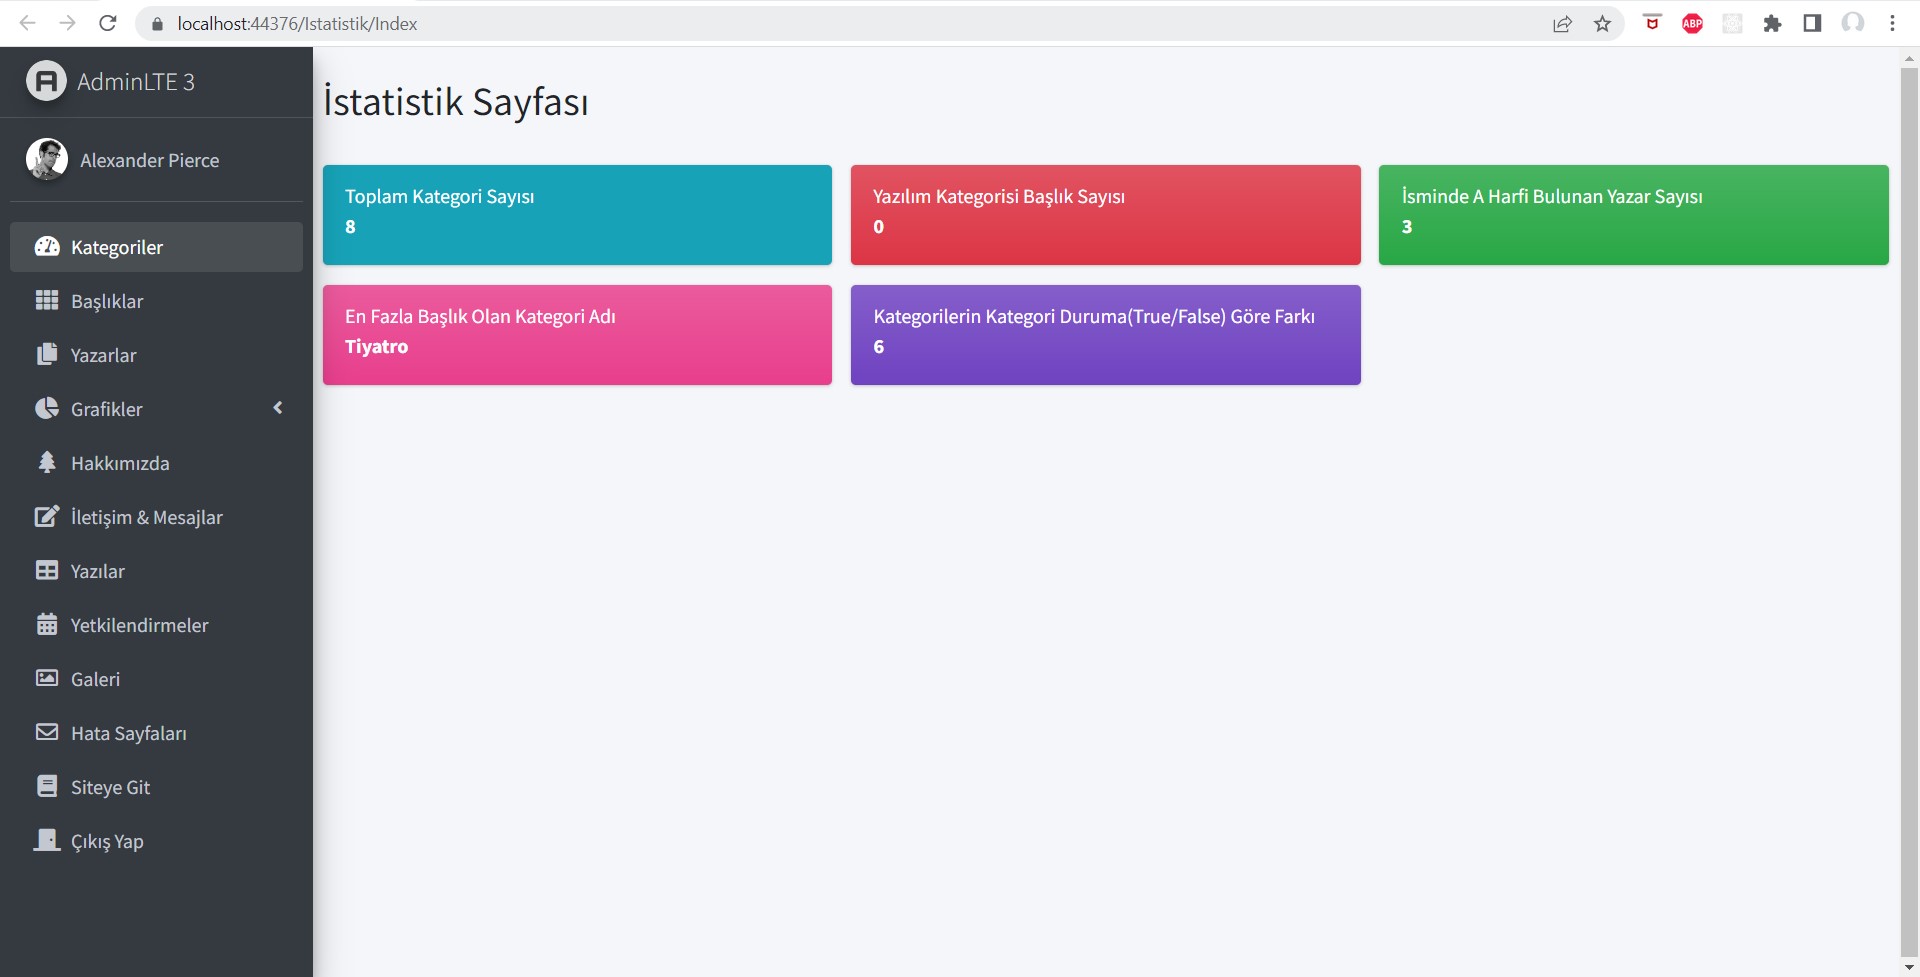 localhost:44376/Istatistik/Index
ABP
AdminLTE 3
Alexander Pierce
Kategoriler
Başlıklar
Yazarlar
Grafikler
Hakkımızda
İletişim & Mesajlar
Yazılar
Yetkilendirmeler
Galeri
Hata Sayfaları
Siteye Git
Çıkış Yap
İstatistik Sayfası
Toplam Kategori Sayısı
8
Yazılım Kategorisi Başlık Sayısı
0
İsminde A Harfi Bulunan Yazar Sayısı
3
En Fazla Başlık Olan Kategori Adı
Tiyatro
Kategorilerin Kategori Duruma(True/False) Göre Farkı
6